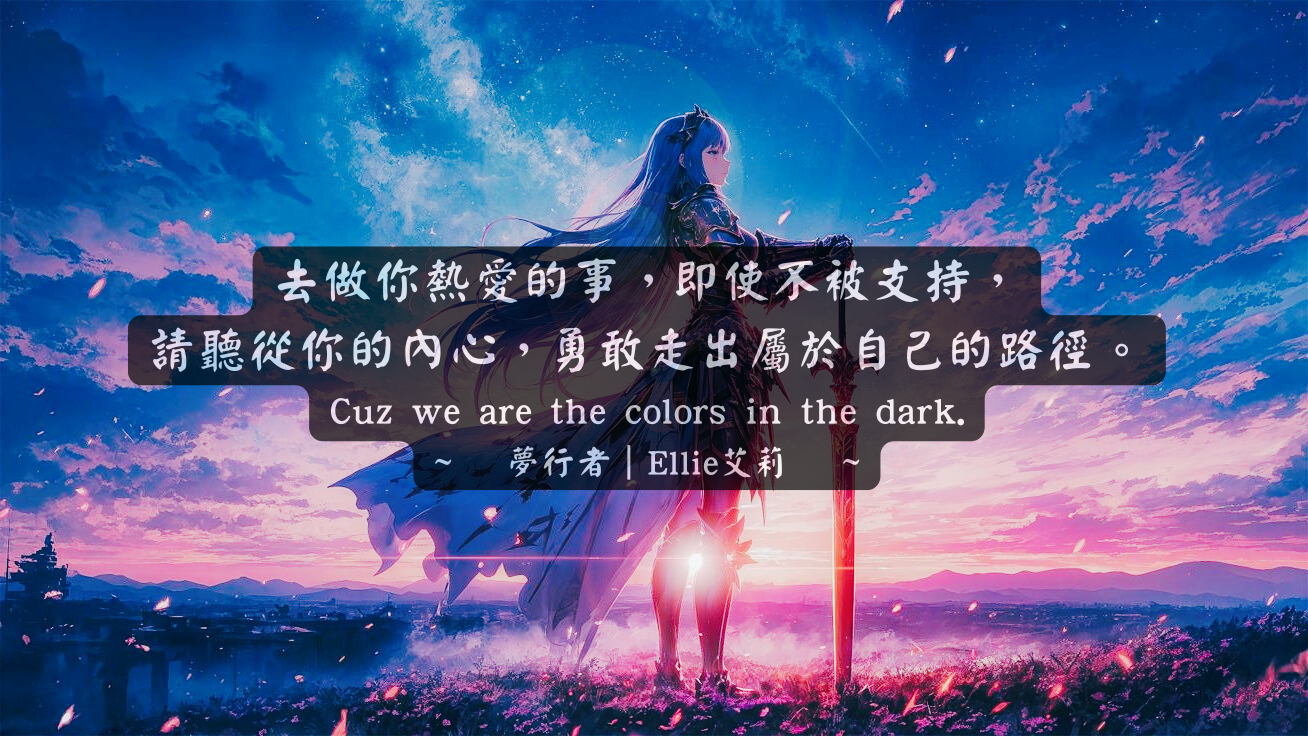 去做你熱愛的事，即使不被支持，
請聽從你的內心，勇敢走出屬於自己的路徑。
Cuz we are the colors in the dark.
~ 夢行者｜Ellie艾莉 ~